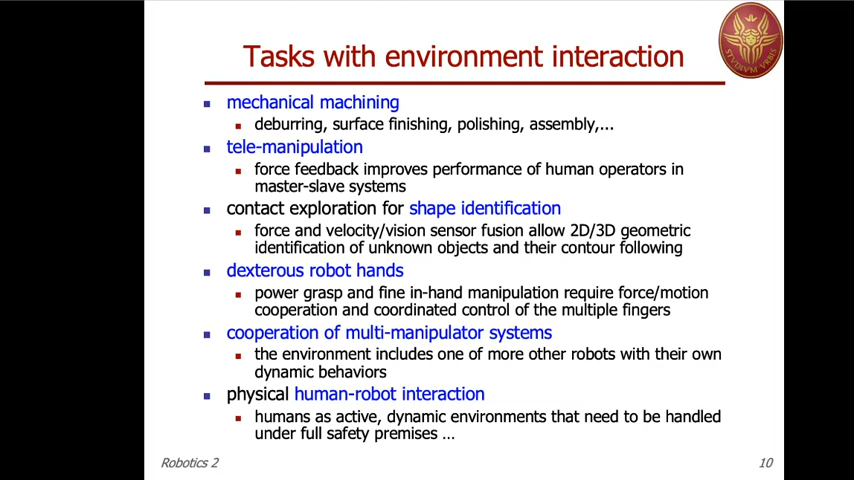 Tasks with environment interaction
STVDIVM VRBIS
mechanical machining
deburring, surface finishing, polishing, assembly,...
tele-manipulation
force feedback improves performance of human operators in
master-slave systems
contact exploration for shape identification
force and velocity/vision sensor fusion allow 2D/3D geometric
identification of unknown objects and their contour following
dexterous robot hands
power grasp and fine in-hand manipulation require force/motion
cooperation and coordinated control of the multiple fingers
cooperation of multi-manipulator systems
the environment includes one of more other robots with their own
dynamic behaviors
physical human-robot interaction
humans as active, dynamic environments that need to be handled
under full safety premises ...
Robotics 2
10